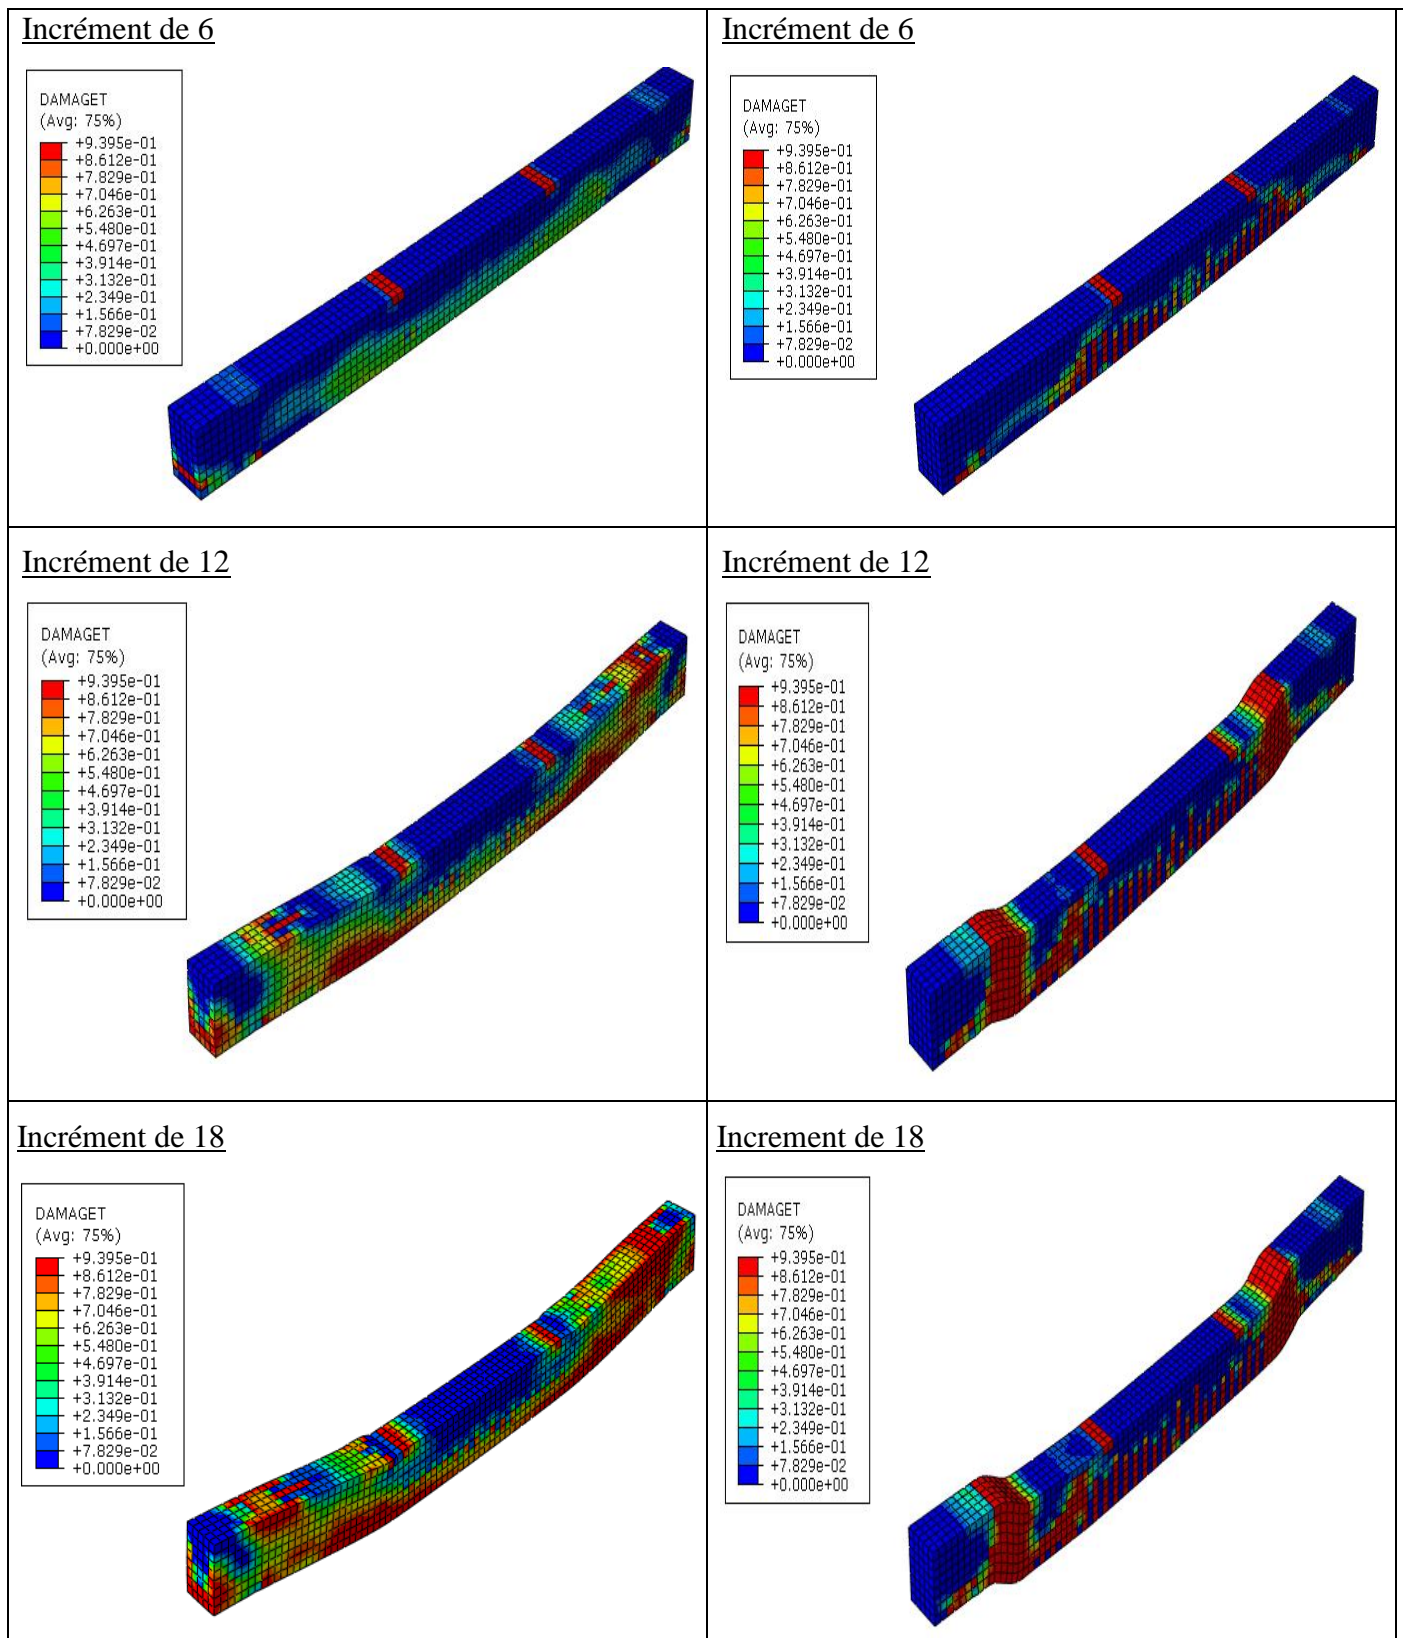 Incrément de 6
DAMAGET
(Avg: 75%)
+9.395e-01
+8.612e-01
+7.829e-01
+7.046e-01
+6.263e-01
+5.480e-01
+4.697e-01
+3.914e-01
+3.132e-01
+2.349e-01
+1.566e-01
+7.829e-02
+0.000e+00
Incrément de 6
DAMAGET
(Avg: 75%)
+9.395e-01
+8.612e-01
+7.829e-01
+7.046e-01
+6.263e-01
+5.480e-01
+4.697e-01
+3.914e-01
+3.132e-01
+2.349e-01
+1.566e-01
+7.829e-02
+0.000e+00
Incrément de 12
DAMAGET
(Avg: 75%)
+9.395e-01
+8.612e-01
+7.829e-01
+7.046e-01
+6.263e-01
+5.480e-01
+4.697e-01
+3.914e-01
+3.132e-01
+2.349e-01
+1.566e-01
+7.829e-02
+0.000e+00
Incrément de 12
DAMAGET
(Avg: 75%)
+9.395e-01
+8.612e-01
+7.829e-01
+7.046e-01
+6.263e-01
+5.480e-01
+4.697e-01
+3.914e-01
+3.132e-01
+2.349e-01
+1.566e-01
+7.829e-02
+0.000e+00
Incrément de 18
DAMAGET
(Avg: 75%)
+9.395e-01
+8.612e-01
+7.829e-01
+7.046e-01
+6.263e-01
+5.480e-01
+4.697e-01
+3.914e-01
+3.132e-01
+2.349e-01
+1.566e-01
+7.829e-02
+0.000e+00
Increment de 18
DAMAGET
(Avg: 75%)
+9.395e-01
+8.612e-01
+7.829e-01
+7.046e-01
+6.263e-01
+5.480e-01
+4.697e-01
+3.914e-01
+3.132e-01
+2.349e-01
+1.566e-01
+7.829e-02
+0.000e+00